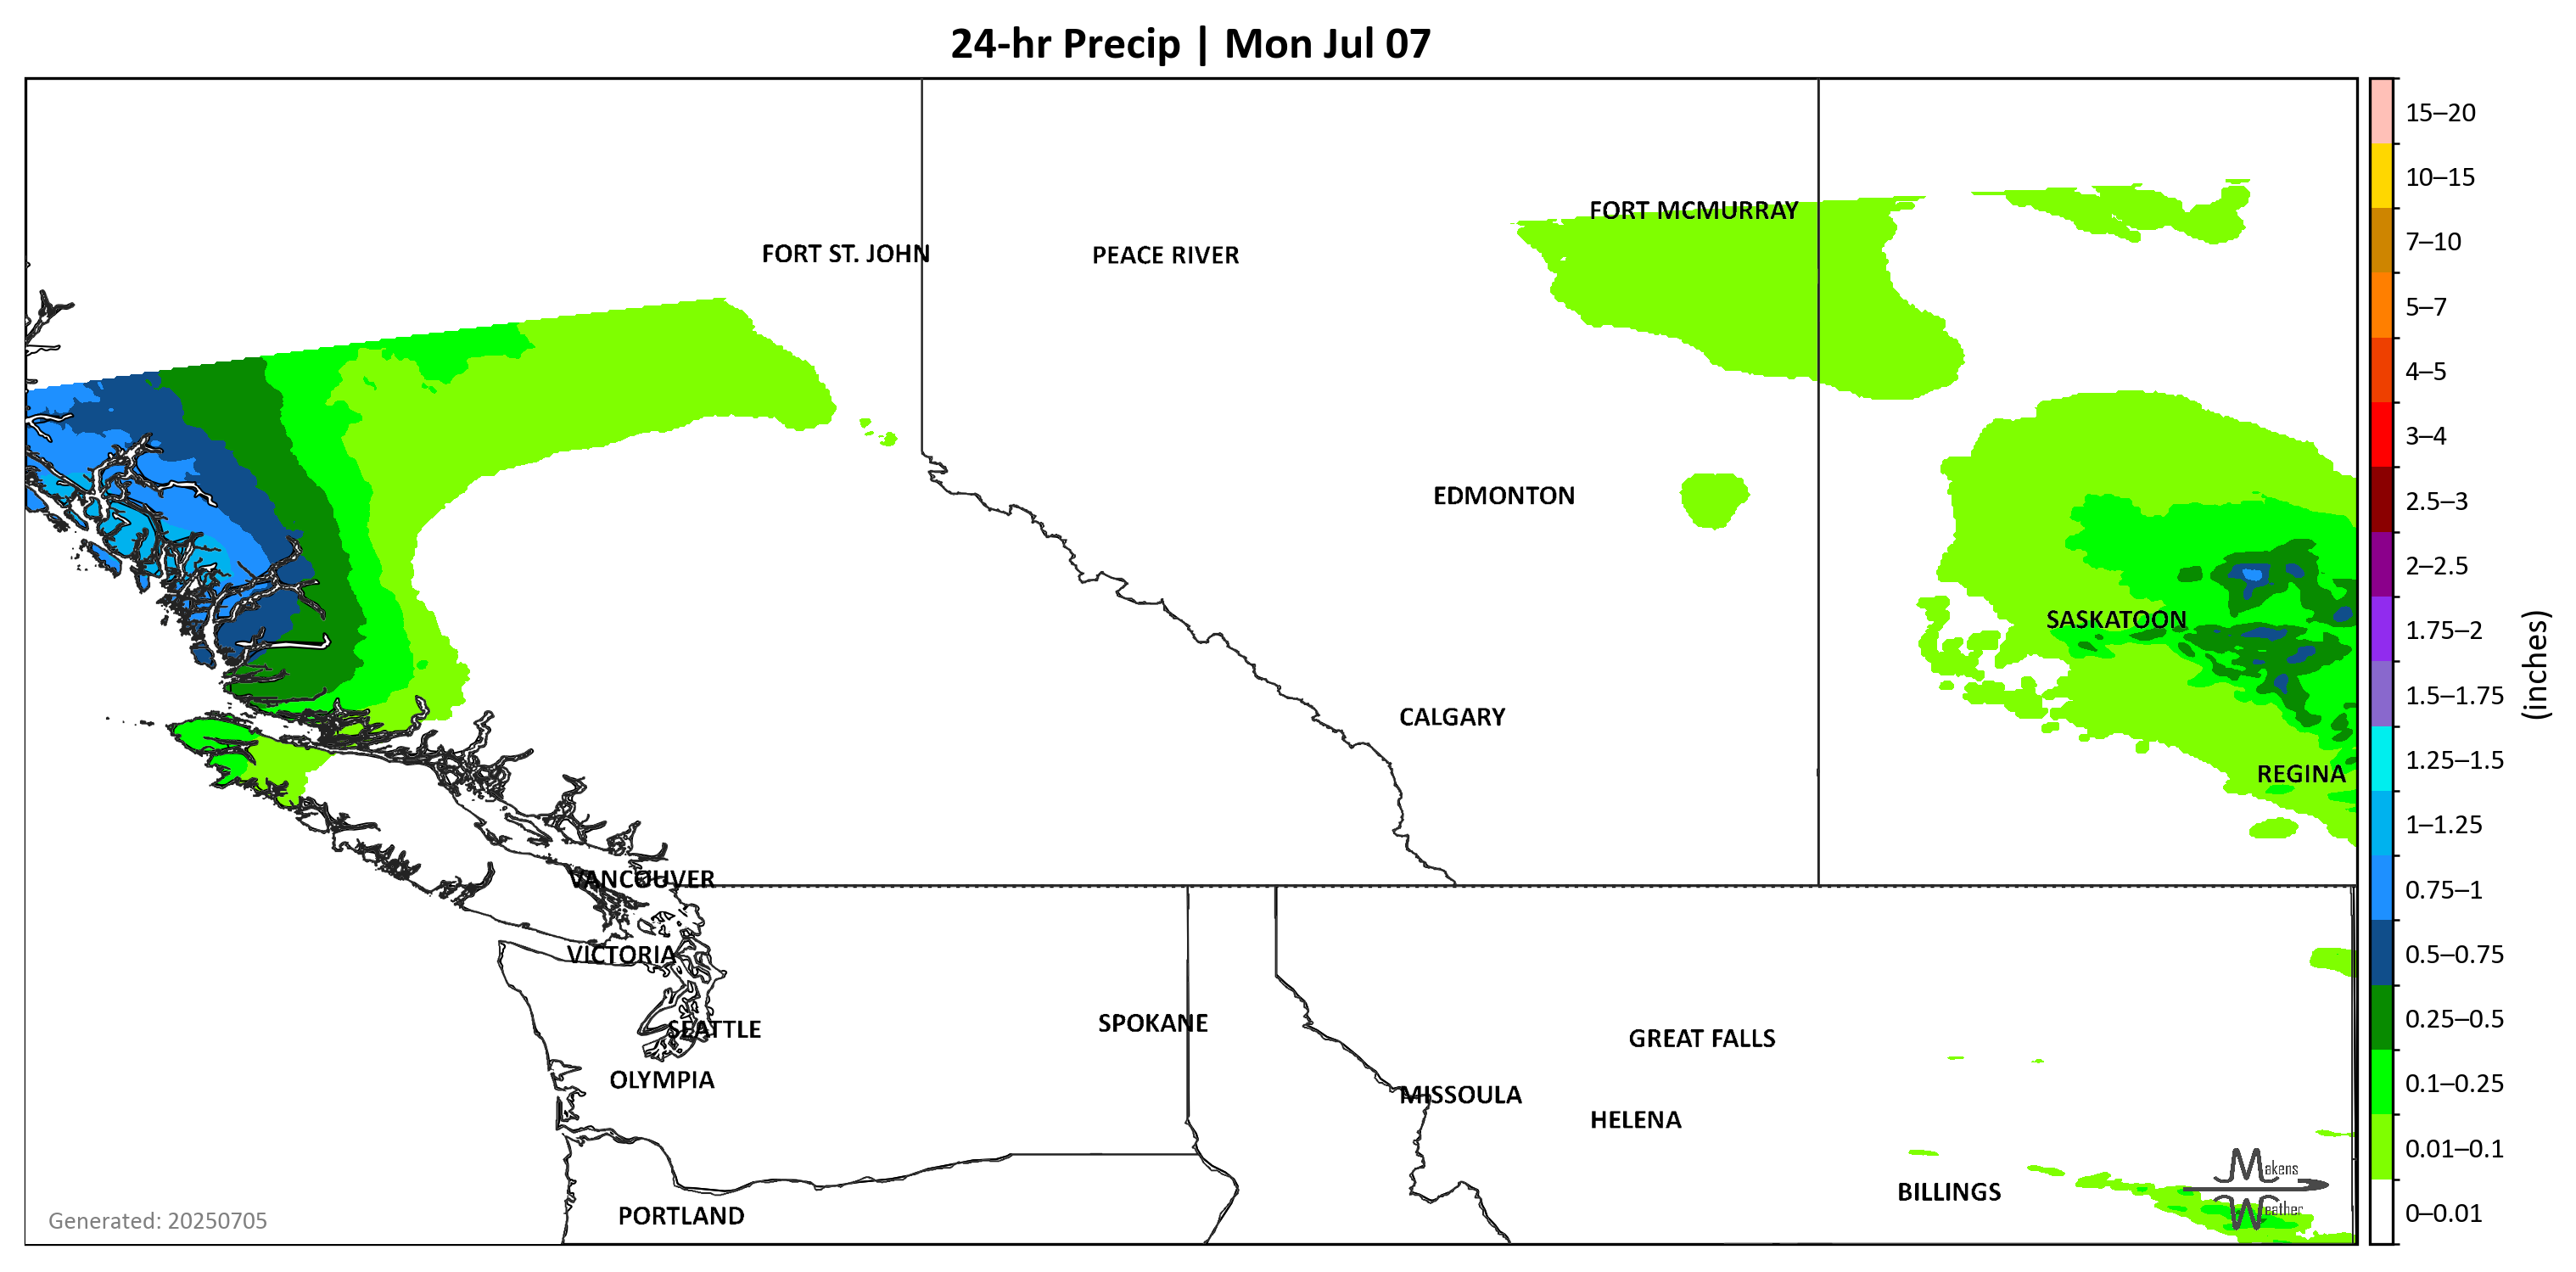 24-hr Precip | Mon Jul 07
FORT MCMURRAY
FORT ST. JOHN
PEACE RIVER
EDMONTON
SASKATOON
CALGARY
REGINA
VANCOUVER
VICTORIA
SPOKANE
SEATTLE
GREAT FALLS
OLYMPIA
MISSOULA
HELENA
BILLINGS
PORTLAND
Makens
Weather
Generated: 20250705
15–20
10–15
7–10
5–7
4–5
3–4
2.5–3
2–2.5
1.75–2
1.5–1.75
1.25–1.5
1–1.25
0.75–1
0.5–0.75
0.25–0.5
0.1–0.25
0.01–0.1
0–0.01
(inches)